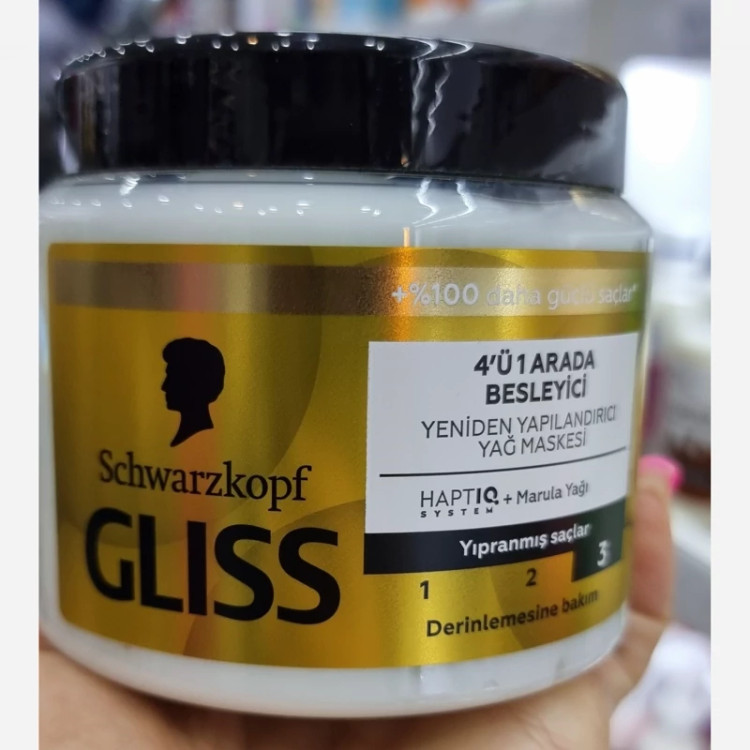 +%100 daha güçlü saçlar*
4'Ü 1 ARADA
BESLEYİCİ
YENİDEN YAPILANDIRICI
YAĞ MASKESİ
Schwarzkopf
GLISS
HAPTIQ + Marula Yağı
SYSTEM
Yıpranmış saçlar
1 2 3
Derinlemesine bakım